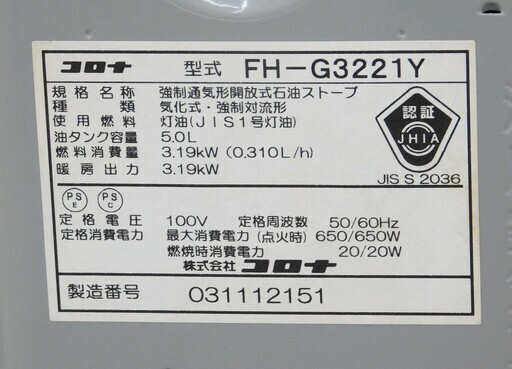 コロナ 型式 FH-G3221Y
規格名称 強制通気形開放式石油ストーブ
種類 気化式・強制対流形
使用燃料 灯油(JIS1号灯油)
油タンク容量 5.0L
燃料消費量 3.19kW (0.310L/h)
暖房出力 3.19kW
認証
JHIA
JIS S 2036
PS E PS C
定格電圧 100V 定格周波数 50/60Hz
定格消費電力 最大消費電力(点火時) 650/650W
燃焼時消費電力 20/20W
株式会社 コロナ
製造番号 031112151